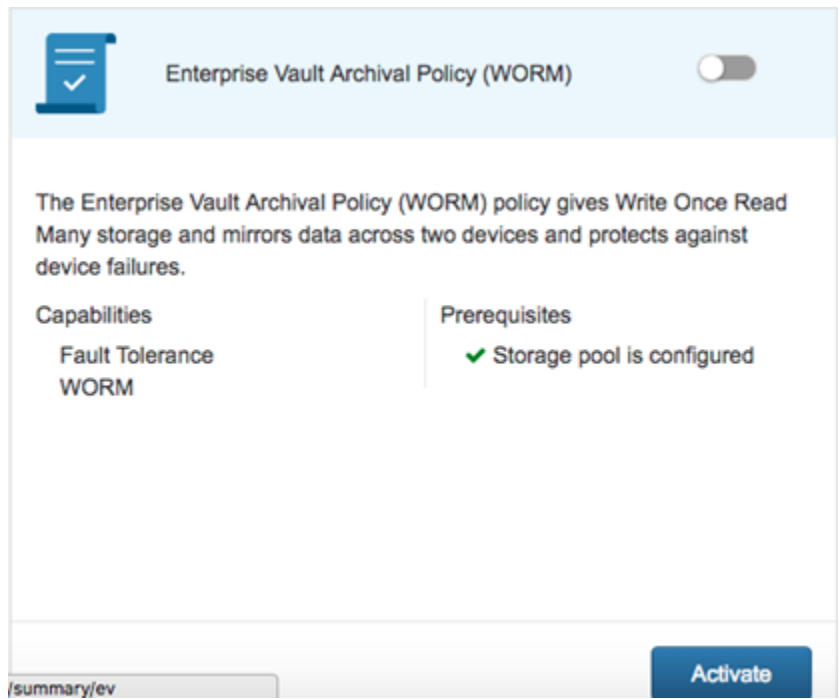 Enterprise Vault Archival Policy (WORM)
The Enterprise Vault Archival Policy (WORM) policy gives Write Once Read
Many storage and mirrors data across two devices and protects against
device failures.
Capabilities
Fault Tolerance
WORM
Prerequisites
Storage pool is configured
Activate
/summary/ev